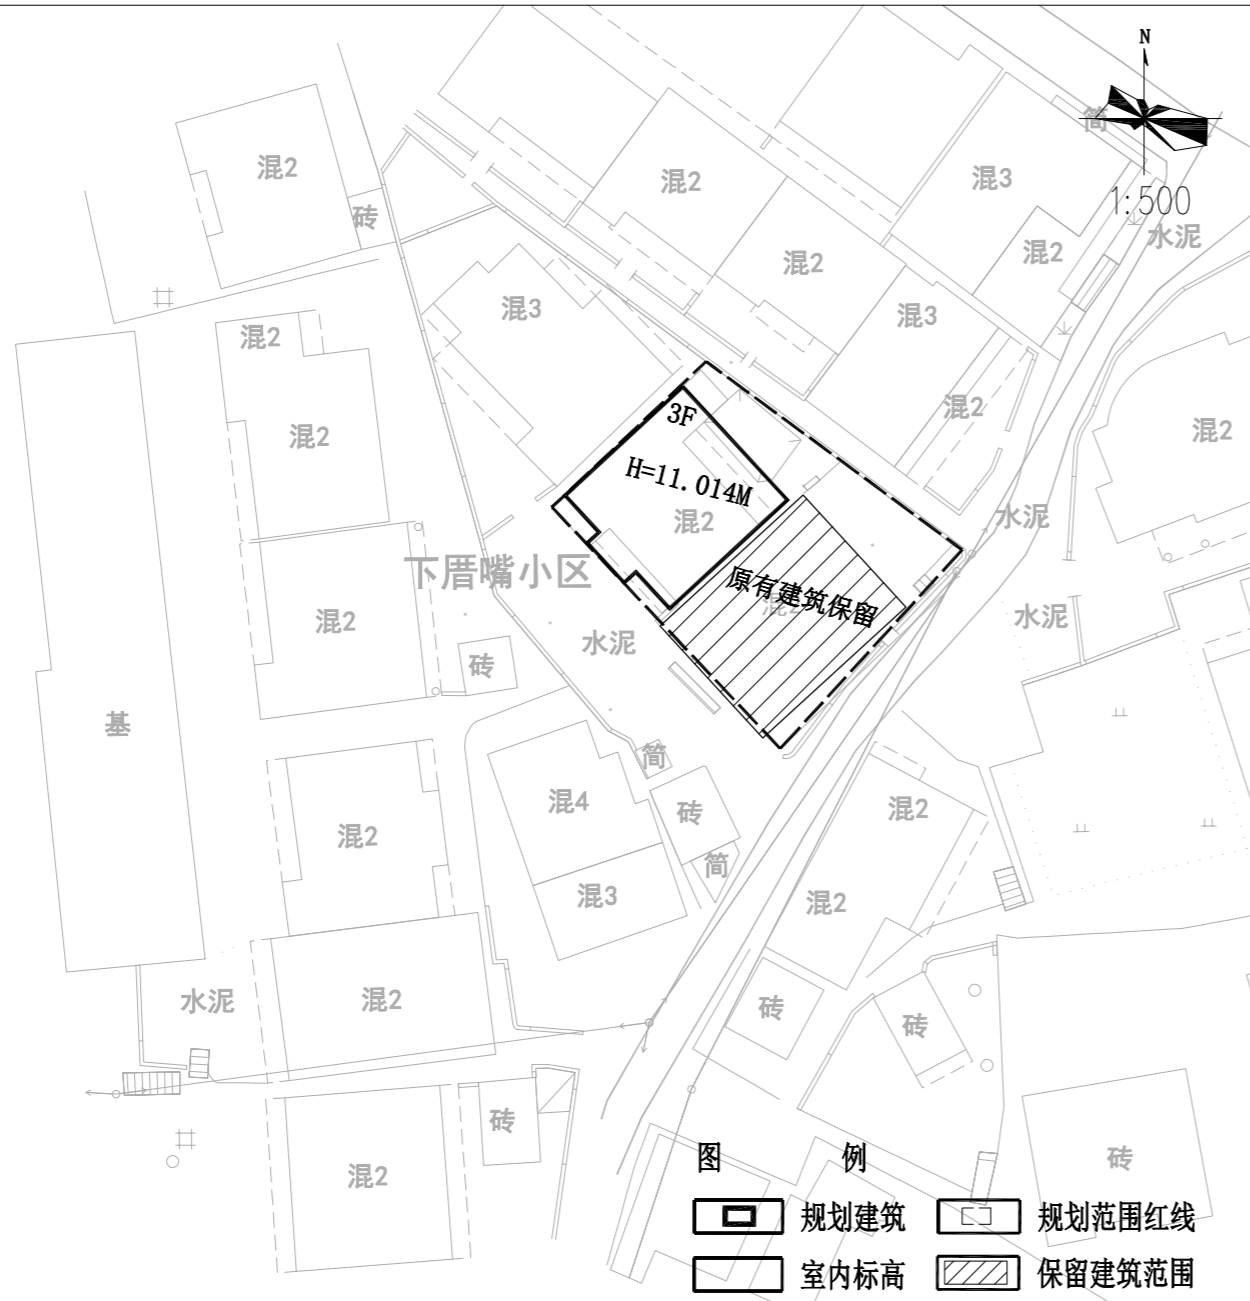 N
简
1:500
混2
混2
混3
砖
混2
水泥
混2
混3
混3
混2
混2
混2
3F
混2
混2
H=11.014M
混2
水泥
下厝嘴小区
原有建筑保留
混2
水泥
混2
水泥
砖
基
简
混4
砖
混2
混2
简
混3
混2
水泥
混2
砖
砖
砖
混2
砖
图 例
规划建筑
规划范围红线
室内标高
保留建筑范围